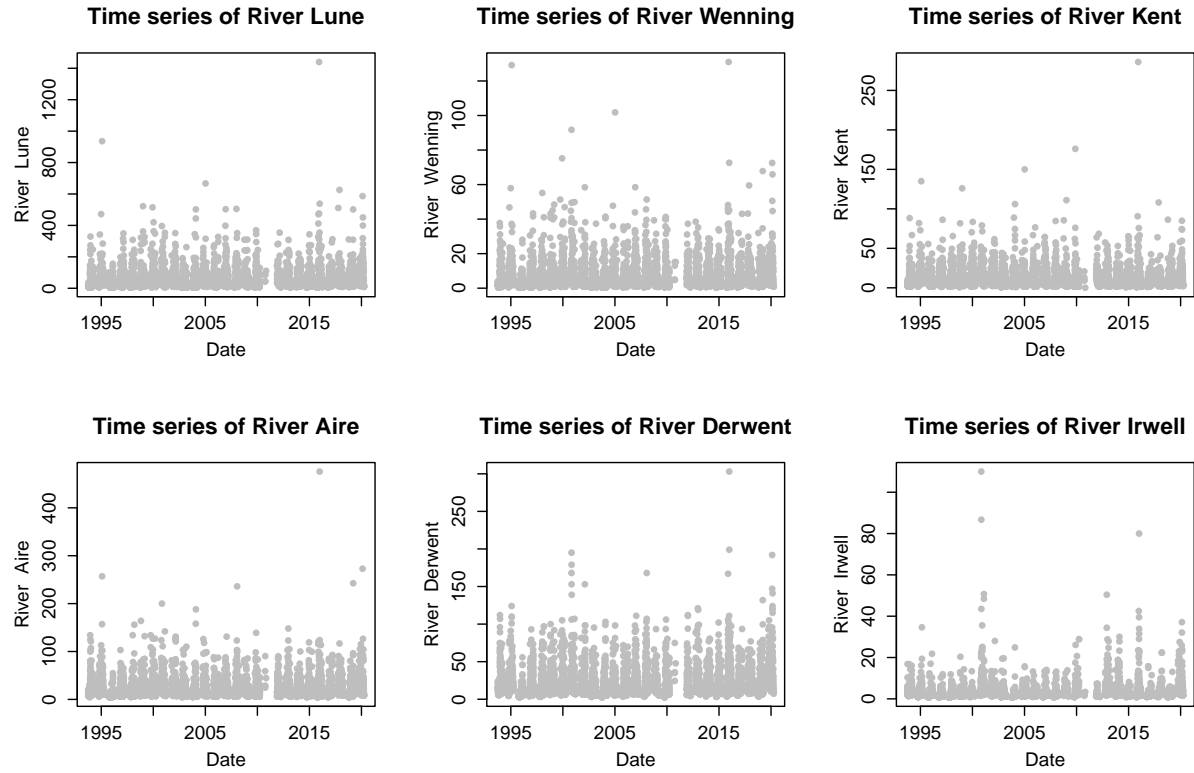 Time series of River Lune
River Lune
0 400 800 1200
1995 2005 2015
Date
Time series of River Wenning
River Wenning
0 20 60 100
1995 2005 2015
Date
Time series of River Kent
River Kent
0 50 150 250
1995 2005 2015
Date
Time series of River Aire
River Aire
0 100 200 300 400
1995 2005 2015
Date
Time series of River Derwent
River Derwent
0 50 150 250
1995 2005 2015
Date
Time series of River Irwell
River Irwell
0 20 40 60 80
1995 2005 2015
Date